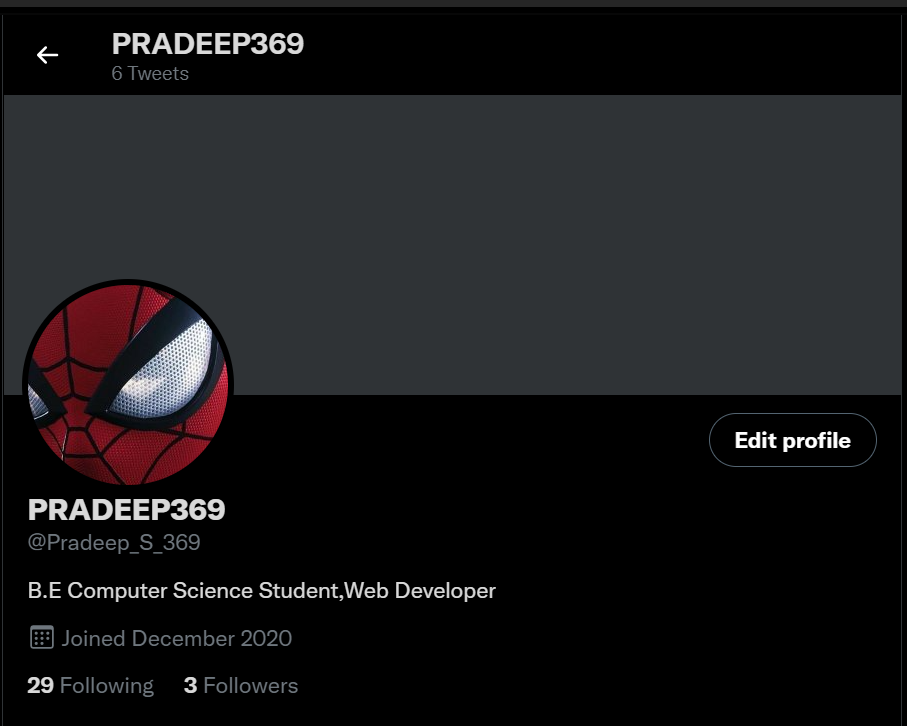 PRADEEP369
6 Tweets
Edit profile
PRADEEP369
@Pradeep_S_369
B.E Computer Science Student,Web Developer
Joined December 2020
29 Following 3 Followers